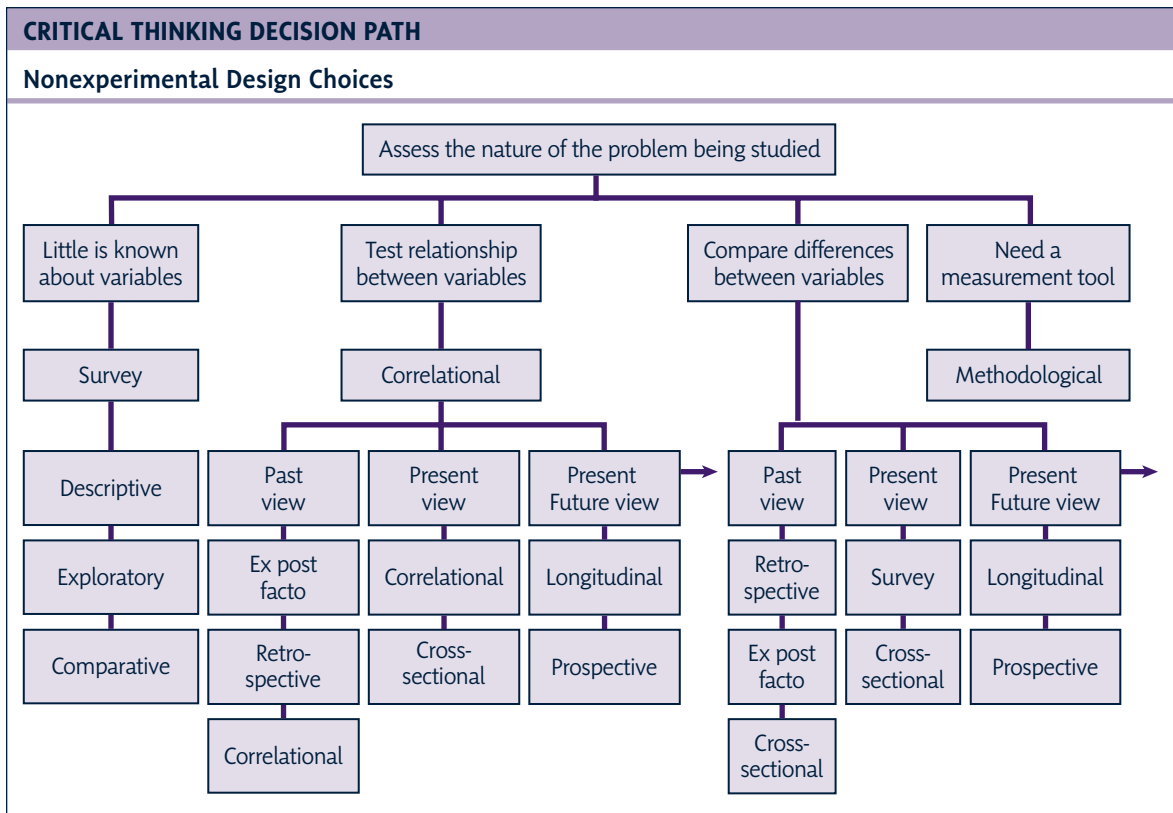 CRITICAL THINKING DECISION PATH
Nonexperimental Design Choices
Assess the nature of the problem being studied
Little is known
about variables
Test relationship
between variables
Compare differences
between variables
Need a
measurement tool
Survey
Correlational
Methodological
Descriptive
Past
view
Present
view
Present
Future view
Past
view
Present
view
Present
Future view
Exploratory
Ex post
facto
Correlational
Longitudinal
Retro-
spective
Survey
Longitudinal
Comparative
Retro-
spective
Cross-
sectional
Prospective
Ex post
facto
Cross-
sectional
Prospective
Correlational
Cross-
sectional